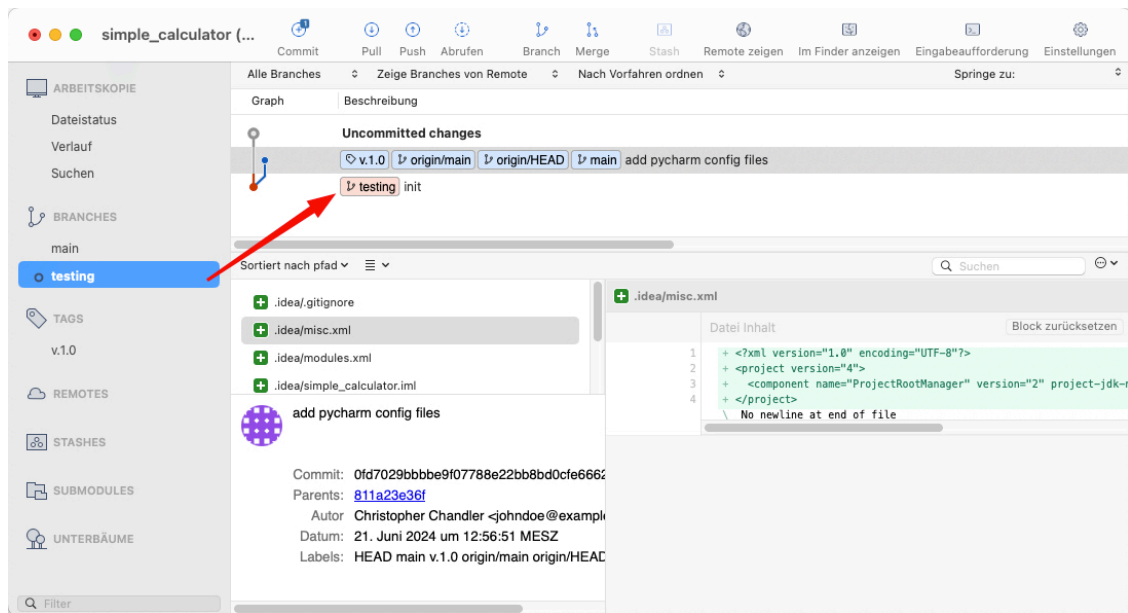 simple_calculator (...
Commit Pull Push Abrufen Branch Merge Stash Remote zeigen Im Finder anzeigen Eingabeaufforderung Einstellungen
ARBEITSKOPIE
Dateistatus
Verlauf
Suchen
BRANCHES
main
testing
TAGS
v.1.0
REMOTES
STASHES
SUBMODULES
UNTERBÄUME
Filter
Alle Branches Zeige Branches von Remote Nach Vorfahren ordnen Springe zu:
Graph Beschreibung
Uncommitted changes
v.1.0 origin/main origin/HEAD main add pycharm config files
testing init
Sortiert nach pfad Suchen
.idea/.gitignore
.idea/misc.xml
.idea/modules.xml
.idea/simple_calculator.iml
add pycharm config files
Commit: 0fd7029bbbbe9f07788e22bb8bd0cfe6662
Parents: 811a23e36f
Autor Christopher Chandler <johndoe@example
Datum: 21. Juni 2024 um 12:56:51 MESZ
Labels: HEAD main v.1.0 origin/main origin/HEAD
.idea/misc.xml
Datei Inhalt Block zurücksetzen
1 + <?xml version="1.0" encoding="UTF-8"?>
2 + <project version="4">
3 + <component name="ProjectRootManager" version="2" project-jdk-n
4 + </project>
\ No newline at end of file